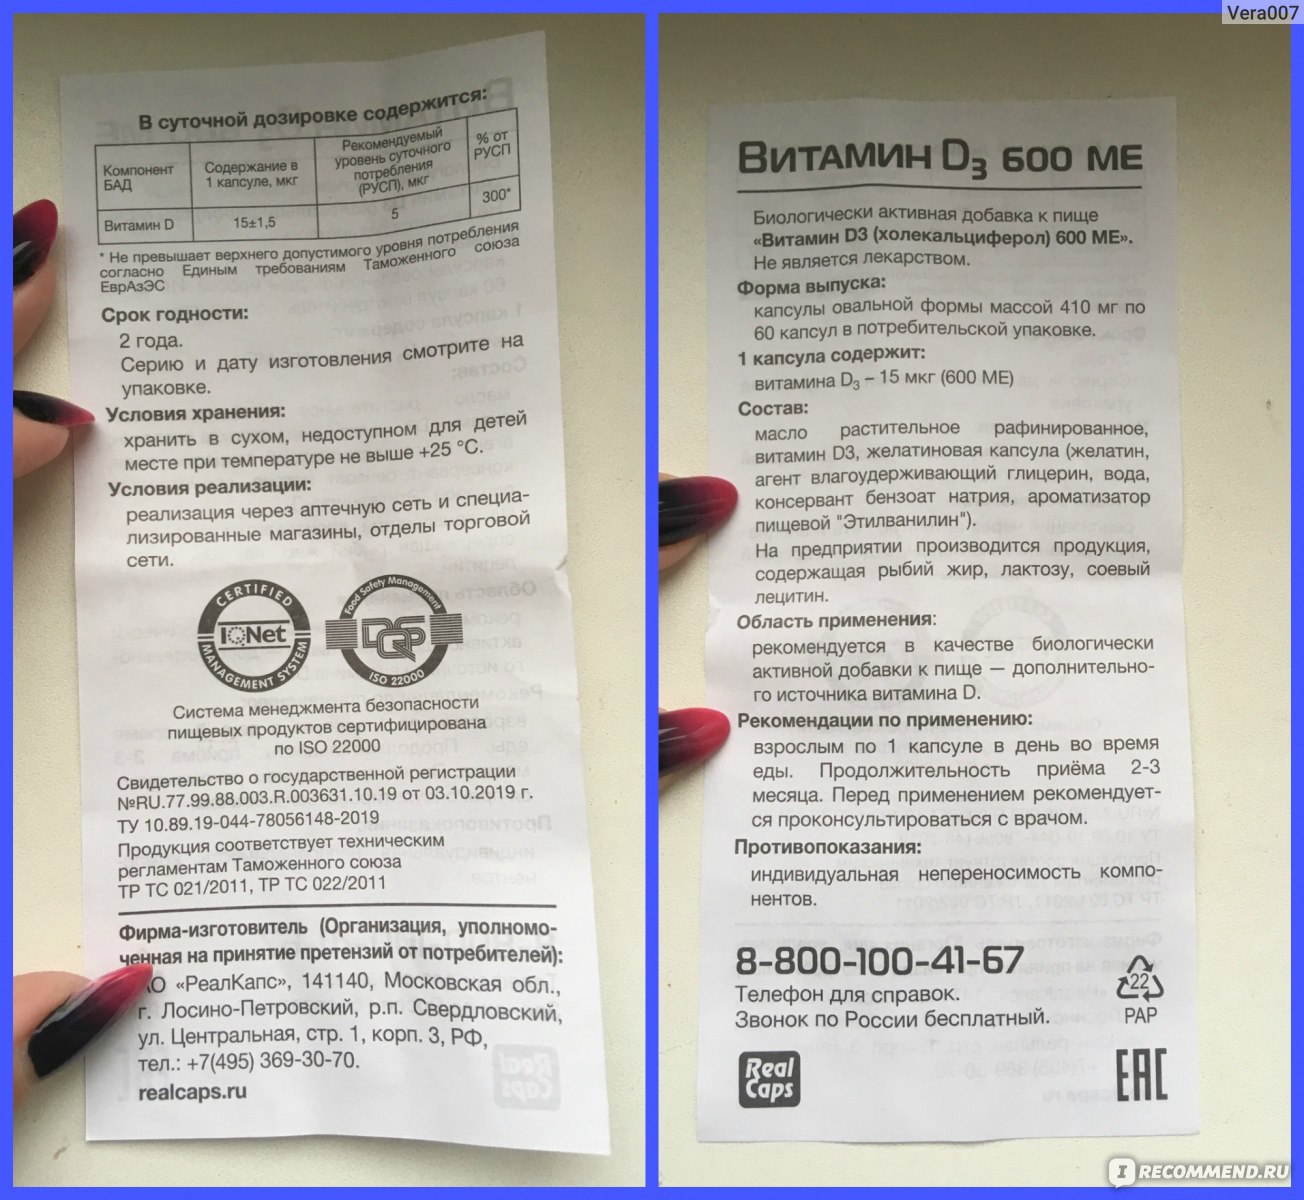 Vera007
В суточной дозировке содержится:
Компонент БАД
Содержание в 1 капсуле, мкг
Рекомендуемый уровень суточного потребления (РУСП), мкг
% от РУСП
Витамин D
15±1,5
5
300*
* Не превышает верхнего допустимого уровня потребления
согласно Единым требованиям Таможенного союза
ЕврАзЭС
Срок годности:
2 года.
Серию и дату изготовления смотрите на
упаковке.
Условия хранения:
хранить в сухом, недоступном для детей
месте при температуре не выше +25 °С.
Условия реализации:
реализация через аптечную сеть и специа-
лизированные магазины, отделы торговой
сети.
CERTIFIED
IQNet
MANAGEMENT SYSTEM
Food Safety Management
DQS
ISO 22000
Система менеджмента безопасности
пищевых продуктов сертифицирована
по ISO 22000
Свидетельство о государственной регистрации
№RU.77.99.88.003.R.003631.10.19 от 03.10.2019 г.
ТУ 10.89.19-044-78056148-2019
Продукция соответствует техническим
регламентам Таможенного союза
ТР ТС 021/2011, ТР ТС 022/2011
Фирма-изготовитель (Организация, уполномо-
ченная на принятие претензий от потребителей):
АО «РеалКапс», 141140, Московская обл.,
г. Лосино-Петровский, р.п. Свердловский,
ул. Центральная, стр. 1, корп. 3, РФ,
тел.: +7(495) 369-30-70.
realcaps.ru
ВИТАМИН D3 600 МЕ
Биологически активная добавка к пище
«Витамин D3 (холекальциферол) 600 МЕ».
Не является лекарством.
Форма выпуска:
капсулы овальной формы массой 410 мг по
60 капсул в потребительской упаковке.
1 капсула содержит:
витамина D3 – 15 мкг (600 МЕ)
Состав:
масло растительное рафинированное,
витамин D3, желатиновая капсула (желатин,
агент влагоудерживающий глицерин, вода,
консервант бензоат натрия, ароматизатор
пищевой "Этилванилин").
На предприятии производится продукция,
содержащая рыбий жир, лактозу, соевый
лецитин.
Область применения:
рекомендуется в качестве биологически
активной добавки к пище — дополнительно-
го источника витамина D.
Рекомендации по применению:
взрослым по 1 капсуле в день во время
еды. Продолжительность приёма 2-3
месяца. Перед применением рекомендует-
ся проконсультироваться с врачом.
Противопоказания:
индивидуальная непереносимость компо-
нентов.
8-800-100-41-67
Телефон для справок.
Звонок по России бесплатный.
22
PAP
Real
Caps
EAC
IRECOMMEND.RU